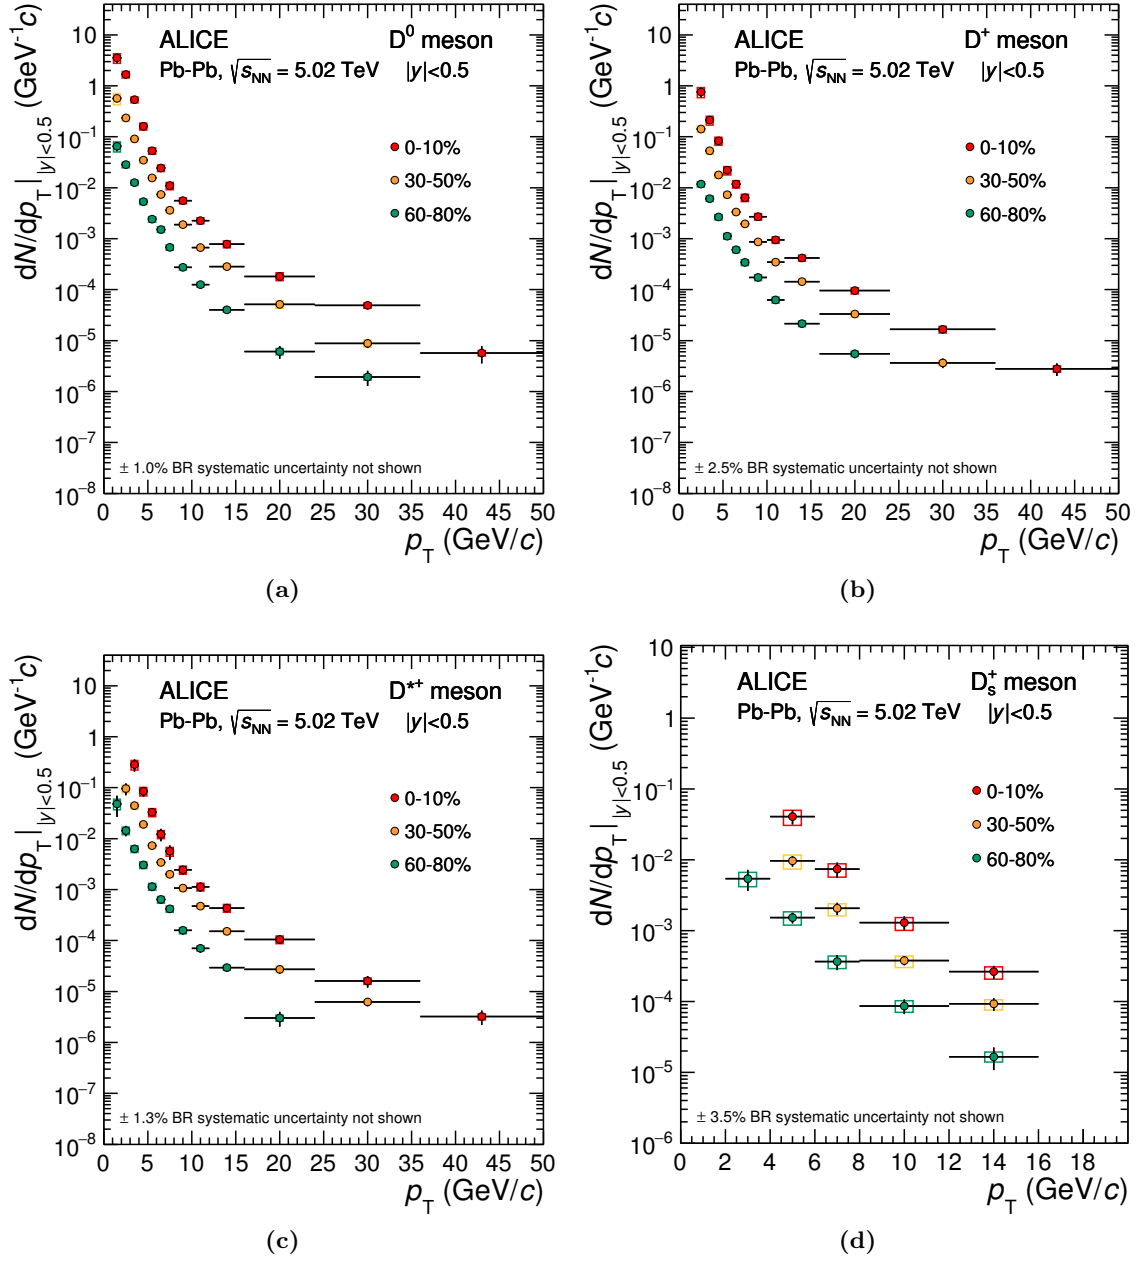 ALICE D⁰ meson
Pb-Pb, √sNN = 5.02 TeV |y|<0.5
0-10%
30-50%
60-80%
dN/dpT | |y|<0.5 (GeV⁻¹c)
10
1
10⁻¹
10⁻²
10⁻³
10⁻⁴
10⁻⁵
10⁻⁶
10⁻⁷
10⁻⁸
± 1.0% BR systematic uncertainty not shown
0 5 10 15 20 25 30 35 40 45 50
pT (GeV/c)
(a)
ALICE D⁺ meson
Pb-Pb, √sNN = 5.02 TeV |y|<0.5
0-10%
30-50%
60-80%
dN/dpT | |y|<0.5 (GeV⁻¹c)
10
1
10⁻¹
10⁻²
10⁻³
10⁻⁴
10⁻⁵
10⁻⁶
10⁻⁷
10⁻⁸
± 2.5% BR systematic uncertainty not shown
0 5 10 15 20 25 30 35 40 45 50
pT (GeV/c)
(b)
ALICE D*⁺ meson
Pb-Pb, √sNN = 5.02 TeV |y|<0.5
0-10%
30-50%
60-80%
dN/dpT | |y|<0.5 (GeV⁻¹c)
10
1
10⁻¹
10⁻²
10⁻³
10⁻⁴
10⁻⁵
10⁻⁶
10⁻⁷
10⁻⁸
± 1.3% BR systematic uncertainty not shown
0 5 10 15 20 25 30 35 40 45 50
pT (GeV/c)
(c)
ALICE Ds⁺ meson
Pb-Pb, √sNN = 5.02 TeV |y|<0.5
0-10%
30-50%
60-80%
dN/dpT | |y|<0.5 (GeV⁻¹c)
10
1
10⁻¹
10⁻²
10⁻³
10⁻⁴
10⁻⁵
10⁻⁶
± 3.5% BR systematic uncertainty not shown
0 2 4 6 8 10 12 14 16 18
pT (GeV/c)
(d)